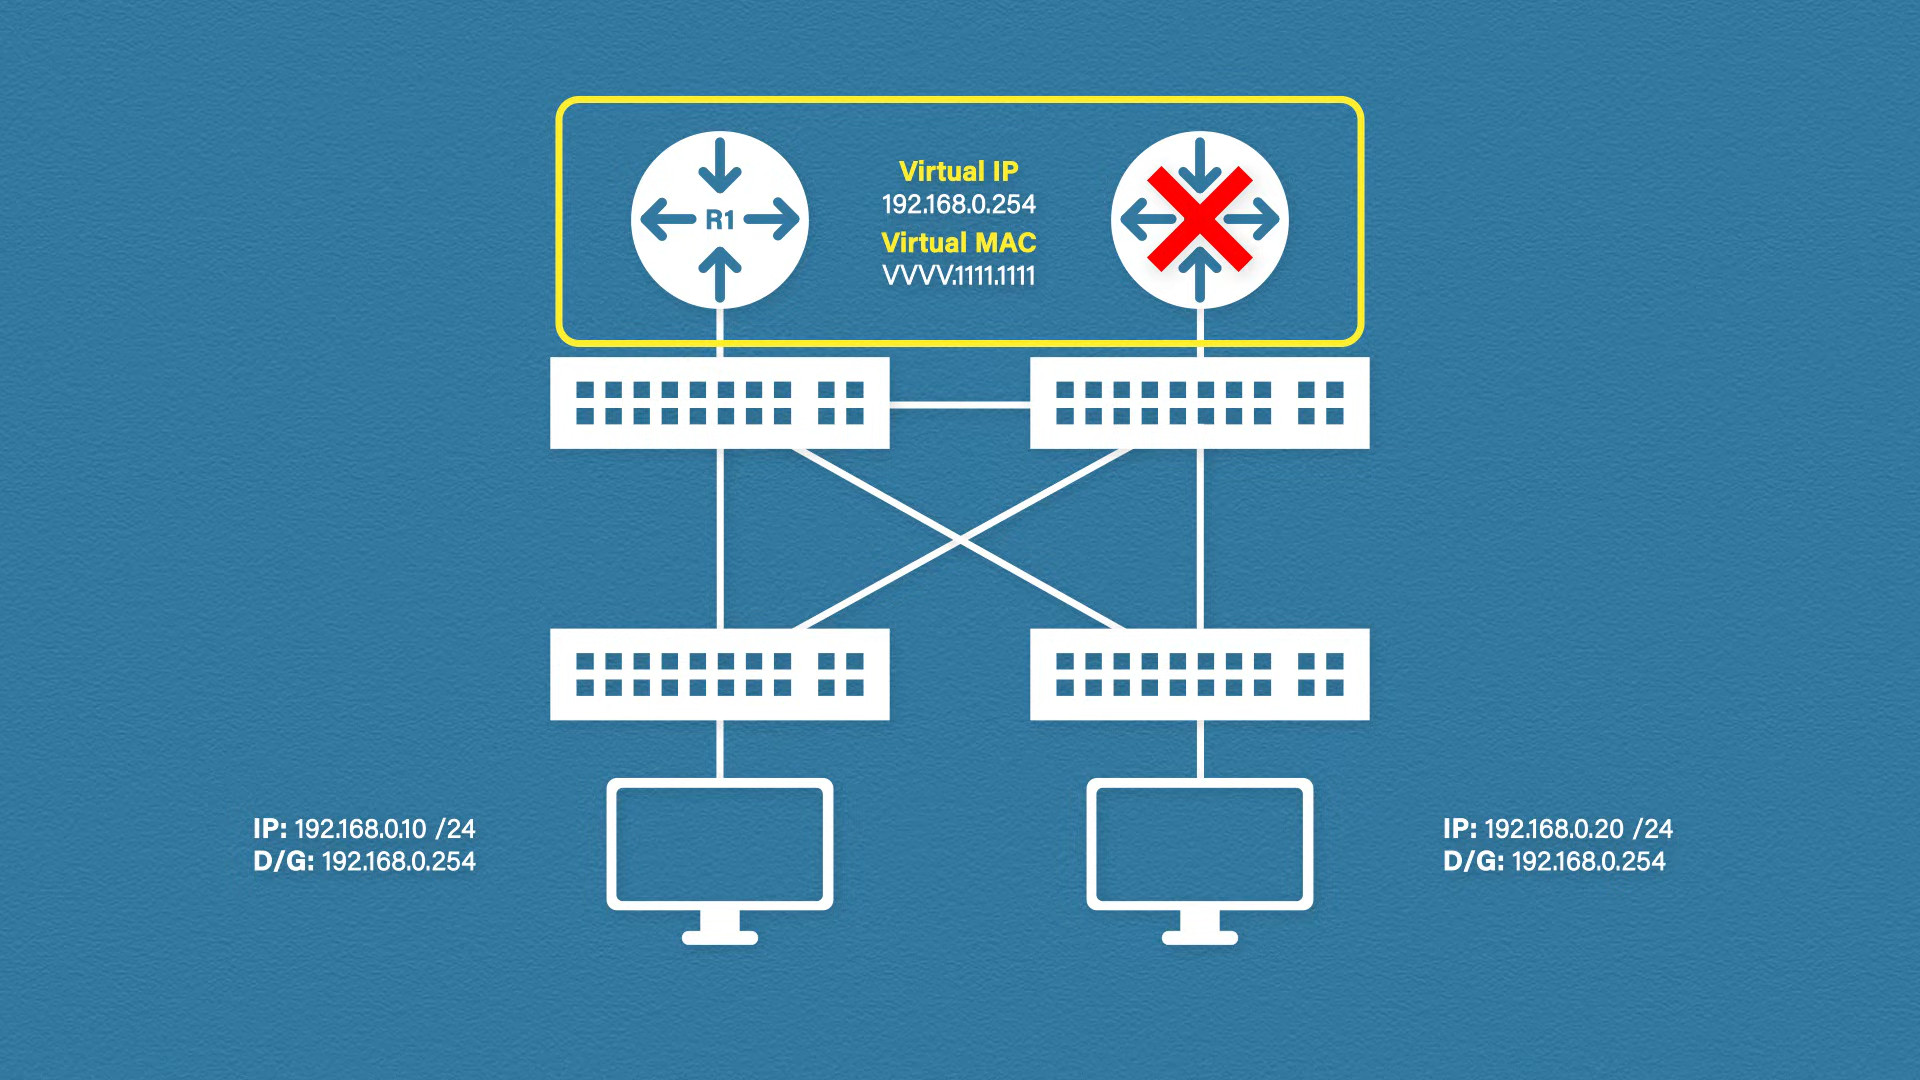 R1
Virtual IP
192.168.0.254
Virtual MAC
VVVV.1111.1111
IP: 192.168.0.10 /24
D/G: 192.168.0.254
IP: 192.168.0.20 /24
D/G: 192.168.0.254